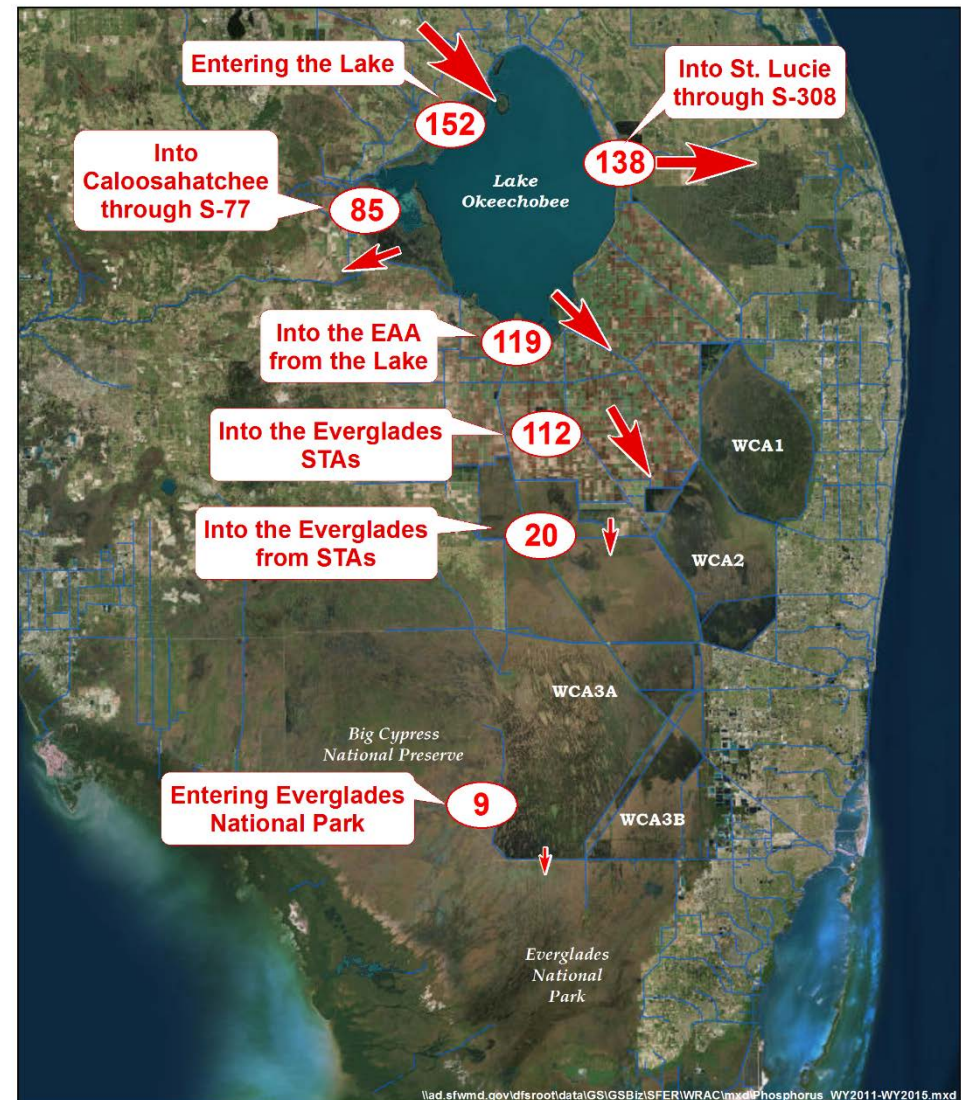 Entering the Lake
152
Into St. Lucie
through S-308
138
Into
Caloosahatchee
through S-77
85
Lake
Okeechobee
Into the EAA
from the Lake
119
Into the Everglades
STAs
112
WCA1
Into the Everglades
from STAs
20
WCA2
WCA3A
Big Cypress
National Preserve
Entering Everglades
National Park
9
WCA3B
Everglades
National
Park
\\ad.sfwmd.gov\dfsroot\data\GS\GSBiz\SFER\WRAC\mxd\Phosphorus_WY2011-WY2015.mxd